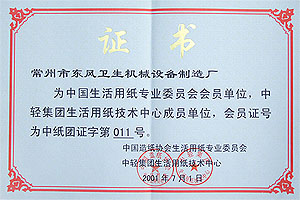 证书
常州市东风卫生机械设备制造厂
为中国生活用纸专业委员会会员单位，中
轻集团生活用纸技术中心成员单位，会员证号
为中纸团证字第011号。
中国造纸协会生活用纸专业委员会
中轻集团生活用纸技术中心
2001年7月1日